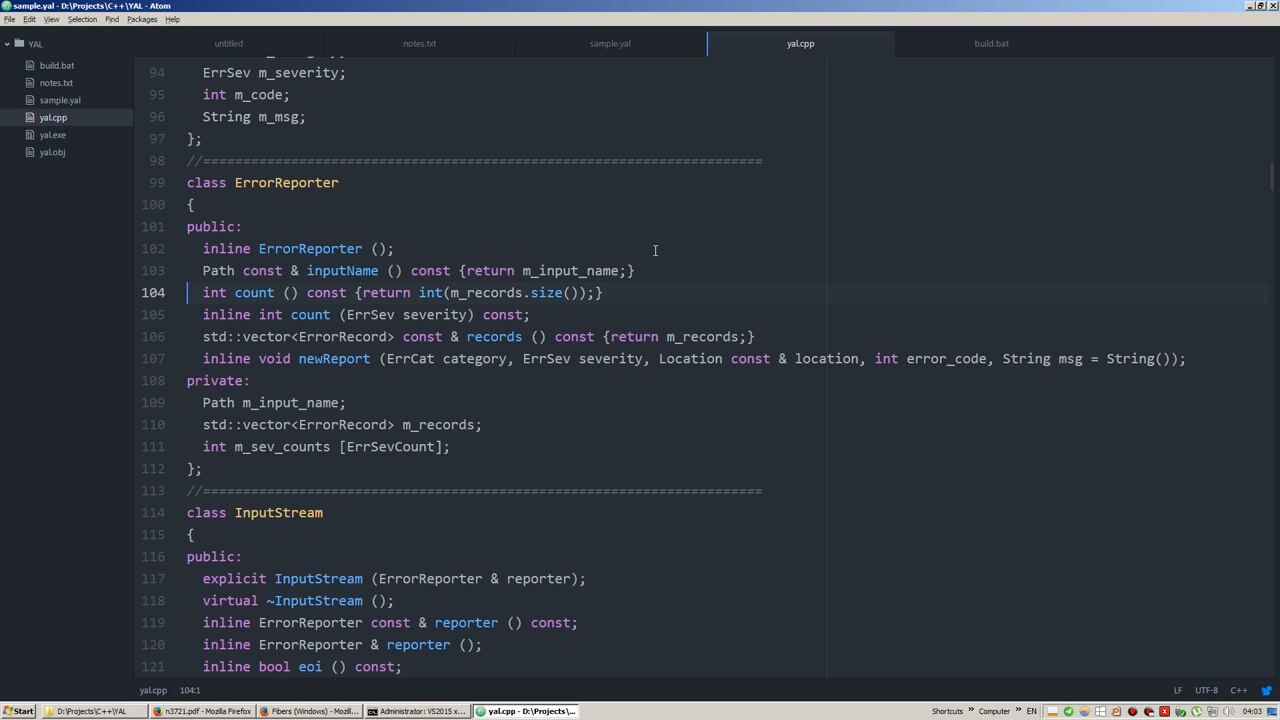 sample.yal - D:\Projects\C++\YAL - Atom
File Edit View Selection Find Packages Help
YAL
untitled notes.txt sample.yal yal.cpp build.bat
build.bat
notes.txt
sample.yal
yal.cpp
yal.exe
yal.obj
94 ErrSev m_severity;
95 int m_code;
96 String m_msg;
97 };
98 //======================================================================
99 class ErrorReporter
100 {
101 public:
102 inline ErrorReporter ();
103 Path const & inputName () const {return m_input_name;}
104 int count () const {return int(m_records.size());}
105 inline int count (ErrSev severity) const;
106 std::vector<ErrorRecord> const & records () const {return m_records;}
107 inline void newReport (ErrCat category, ErrSev severity, Location const & location, int error_code, String msg = String());
108 private:
109 Path m_input_name;
110 std::vector<ErrorRecord> m_records;
111 int m_sev_counts [ErrSevCount];
112 };
113 //======================================================================
114 class InputStream
115 {
116 public:
117 explicit InputStream (ErrorReporter & reporter);
118 virtual ~InputStream ();
119 inline ErrorReporter const & reporter () const;
120 inline ErrorReporter & reporter ();
121 inline bool eoi () const;
yal.cpp 104:1 LF UTF-8 C++
Start D:\Projects\C++\YAL n3721.pdf - Mozilla Firefox Fibers (Windows) - Mozill... Administrator: VS2015 x... yal.cpp - D:\Projects\... Shortcuts » Computer » EN 04:03